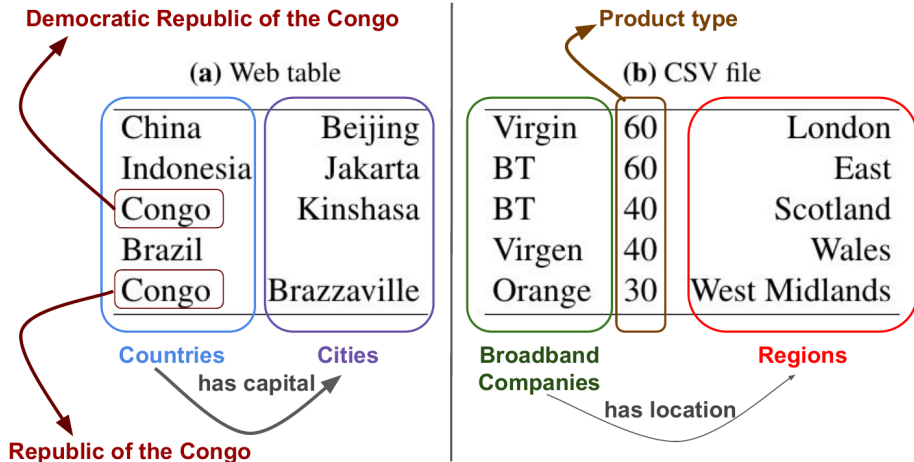 Democratic Republic of the Congo
(a) Web table
China Beijing
Indonesia Jakarta
Congo Kinshasa
Brazil
Congo Brazzaville
Countries Cities
has capital
Republic of the Congo
Product type
(b) CSV file
Virgin 60 London
BT 60 East
BT 40 Scotland
Virgen 40 Wales
Orange 30 West Midlands
Broadband Regions
Companies
has location